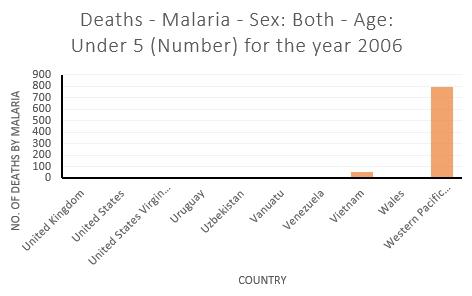 Deaths - Malaria - Sex: Both - Age:
Under 5 (Number) for the year 2006
NO. OF DEATHS BY MALARIA
900
800
700
600
500
400
300
200
100
0
United Kingdom
United States
United States Virgin...
Uruguay
Uzbekistan
Vanuatu
Venezuela
Vietnam
Wales
Western Pacific...
COUNTRY